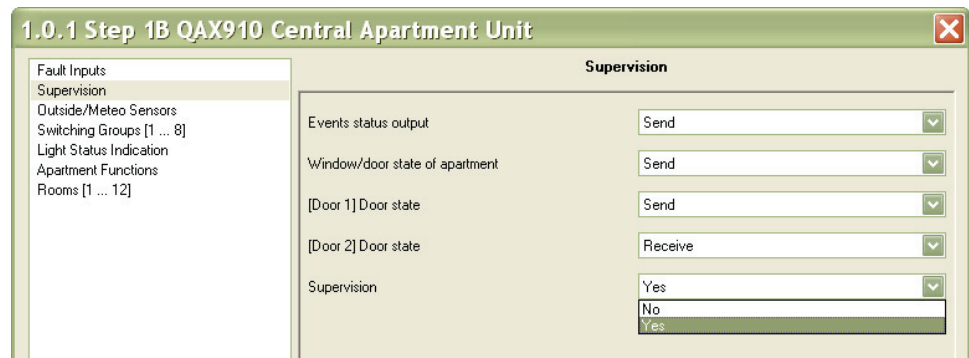 1.0.1 Step 1B QAX910 Central Apartment Unit
Fault Inputs
Supervision
Outside/Meteo Sensors
Switching Groups [1 ... 8]
Light Status Indication
Apartment Functions
Rooms [1 ... 12]
Supervision
Events status output Send
Window/door state of apartment Send
[Door 1] Door state Send
[Door 2] Door state Receive
Supervision Yes
No
Yes